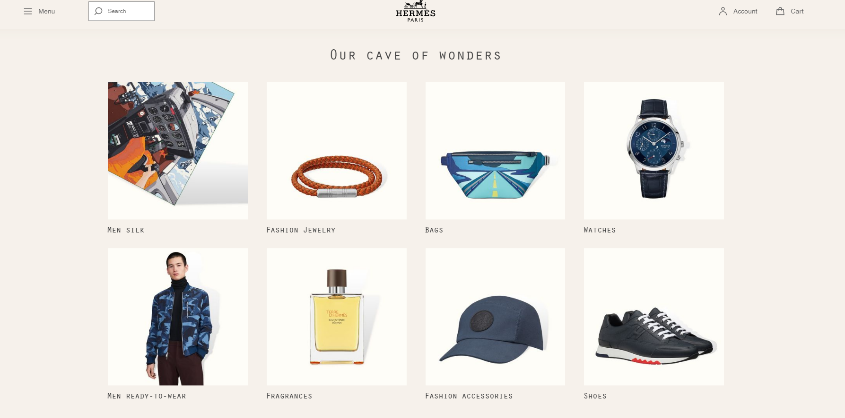 Menu
Search
HERMES
PARIS
Account
Cart
Our cave of wonders
Men silk
Fashion Jewelry
Bags
Watches
Men ready-to-wear
Fragrances
Fashion accessories
Shoes